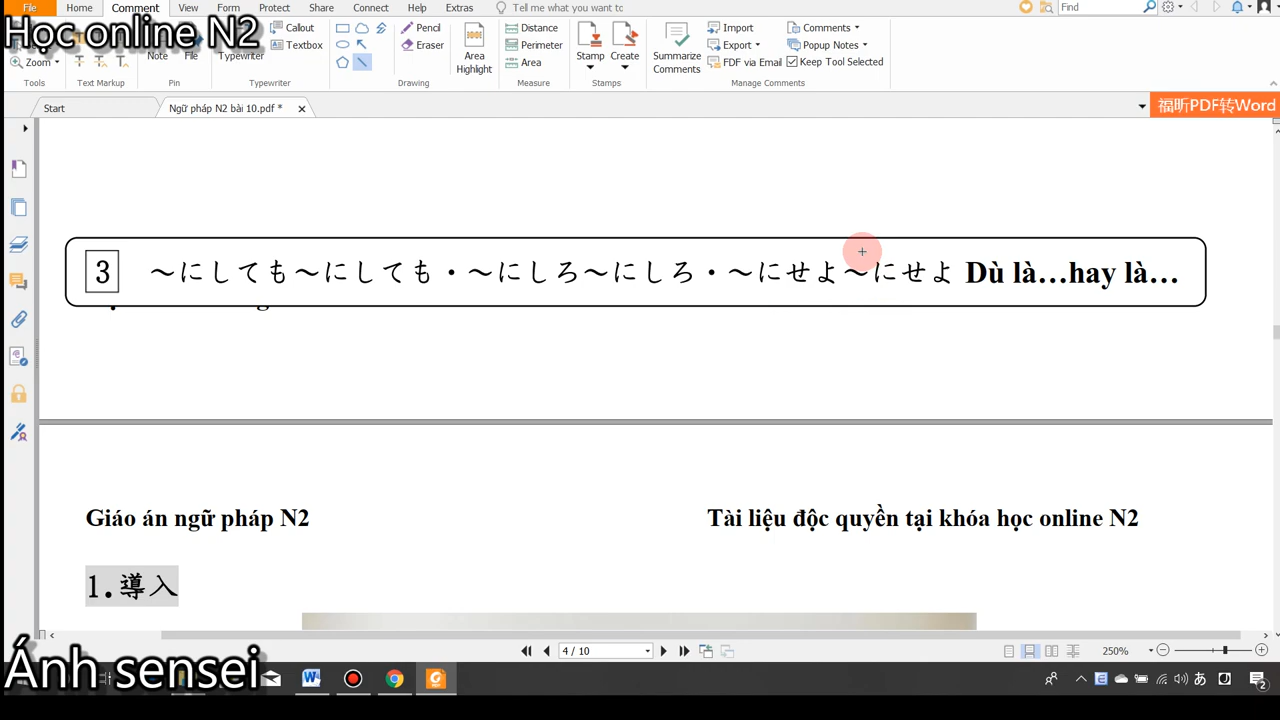 File Home Comment View Form Protect Share Connect Help Extras Tell me what you want tc Find
Học online N2
Zoom Typewriter Note File Callout Textbox Pencil Eraser Area Highlight Distance Perimeter Area Stamp Create Summarize Comments Import Export FDF via Email Comments Popup Notes Keep Tool Selected
Tools Text Markup Pin Typewriter Drawing Measure Stamps Manage Comments
Start Ngữ pháp N2 bài 10.pdf * 福昕PDF转Word
3 ～にしても～にしても・～にしろ～にしろ・～にせよ～にせよ Dù là…hay là…
Giáo án ngữ pháp N2 Tài liệu độc quyền tại khóa học online N2
1.導入
4 / 10 250%
Ánh sensei